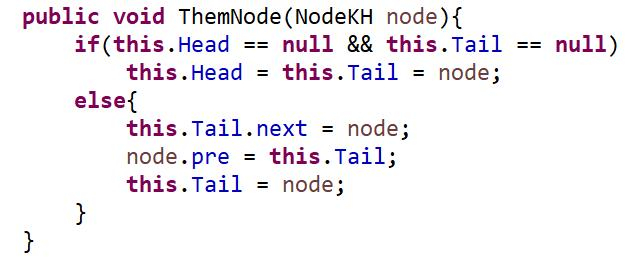 public void ThemNode(NodeKH node){
    if(this.Head == null && this.Tail == null)
        this.Head = this.Tail = node;
    else{
        this.Tail.next = node;
        node.pre = this.Tail;
        this.Tail = node;
    }
}